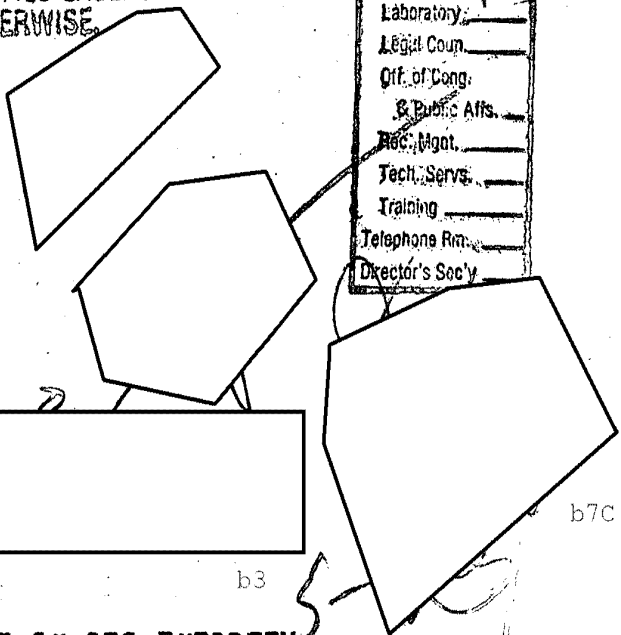 ERWISE.
Laboratory
Legal Coun.
Off. of Cong.
& Public Affs.
Rec. Mgnt.
Tech. Servs.
Training
Telephone Rm.
Director's Sec'y
b7C
b3